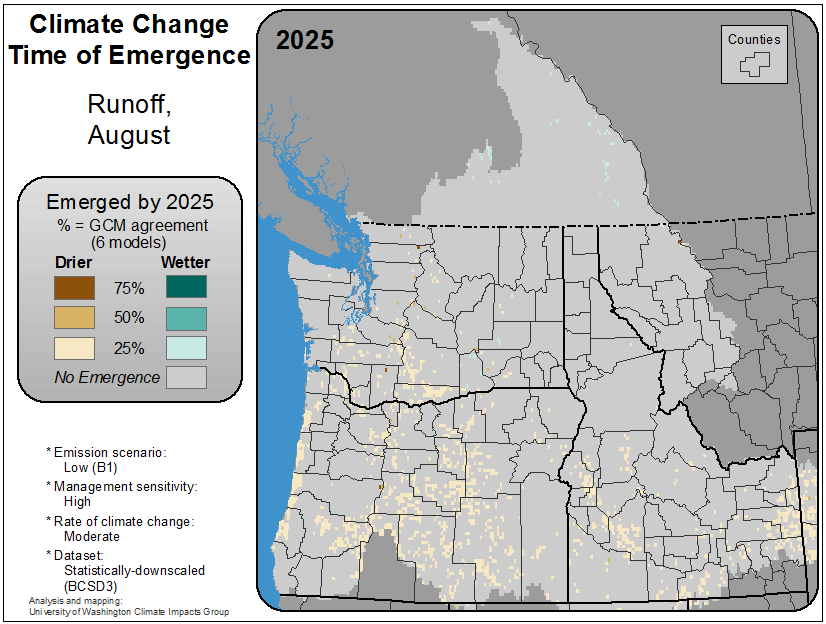 Climate Change
Time of Emergence
Runoff,
August
Emerged by 2025
% = GCM agreement
(6 models)
Drier Wetter
75%
50%
25%
No Emergence
* Emission scenario:
Low (B1)
* Management sensitivity:
High
* Rate of climate change:
Moderate
* Dataset:
Statistically-downscaled
(BCSD3)
Analysis and mapping:
University of Washington Climate Impacts Group
2025
Counties